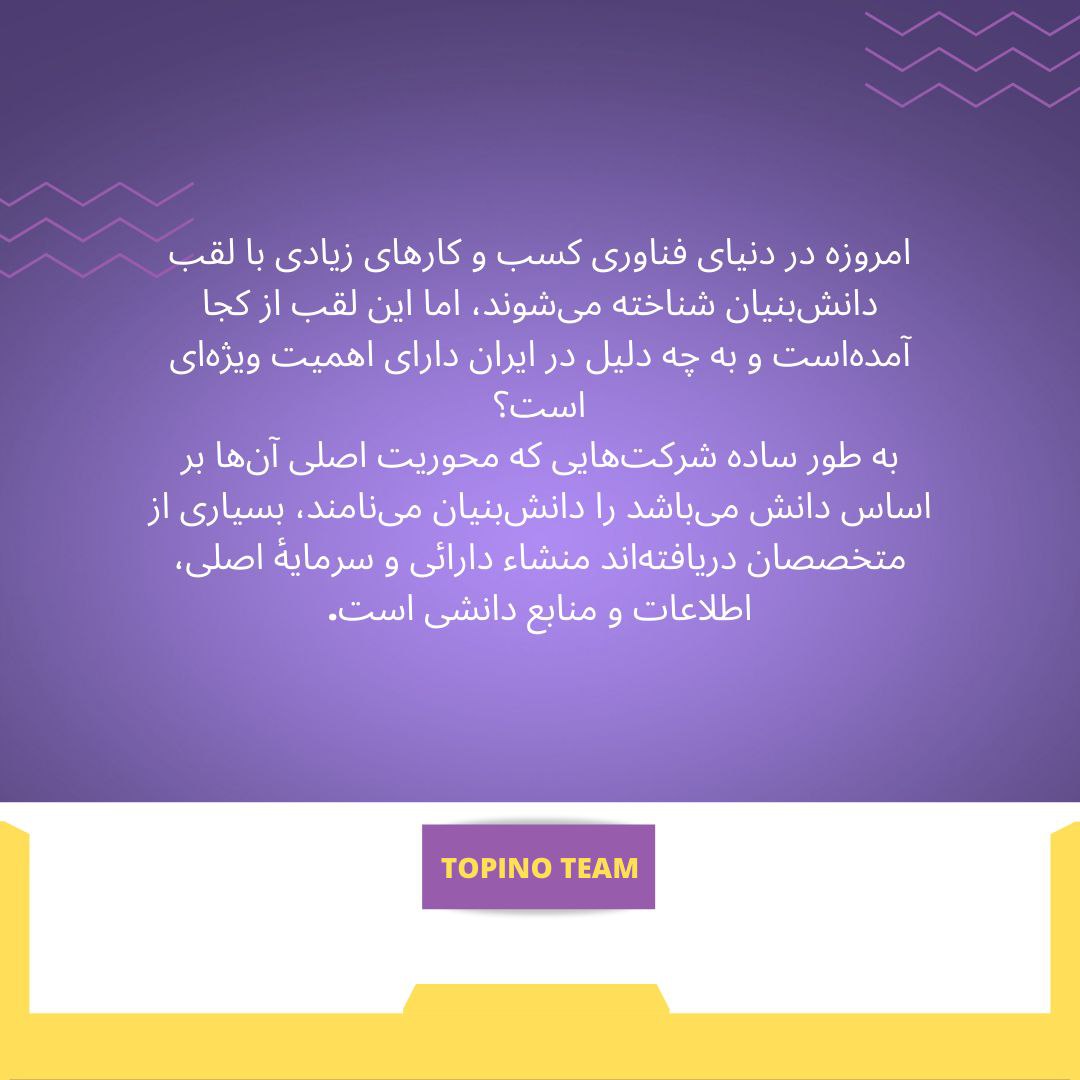 امروزه در دنیای فناوری کسب و کارهای زیادی با لقب
دانش‌بنیان شناخته می‌شوند، اما این لقب از کجا
آمده‌است و به چه دلیل در ایران دارای اهمیت ویژه‌ای
است؟
به طور ساده شرکت‌هایی که محوریت اصلی آن‌ها بر
اساس دانش می‌باشد را دانش‌بنیان می‌نامند، بسیاری از
متخصصان دریافته‌اند منشاء دارائی و سرمایۀ اصلی،
اطلاعات و منابع دانشی است.
TOPINO TEAM